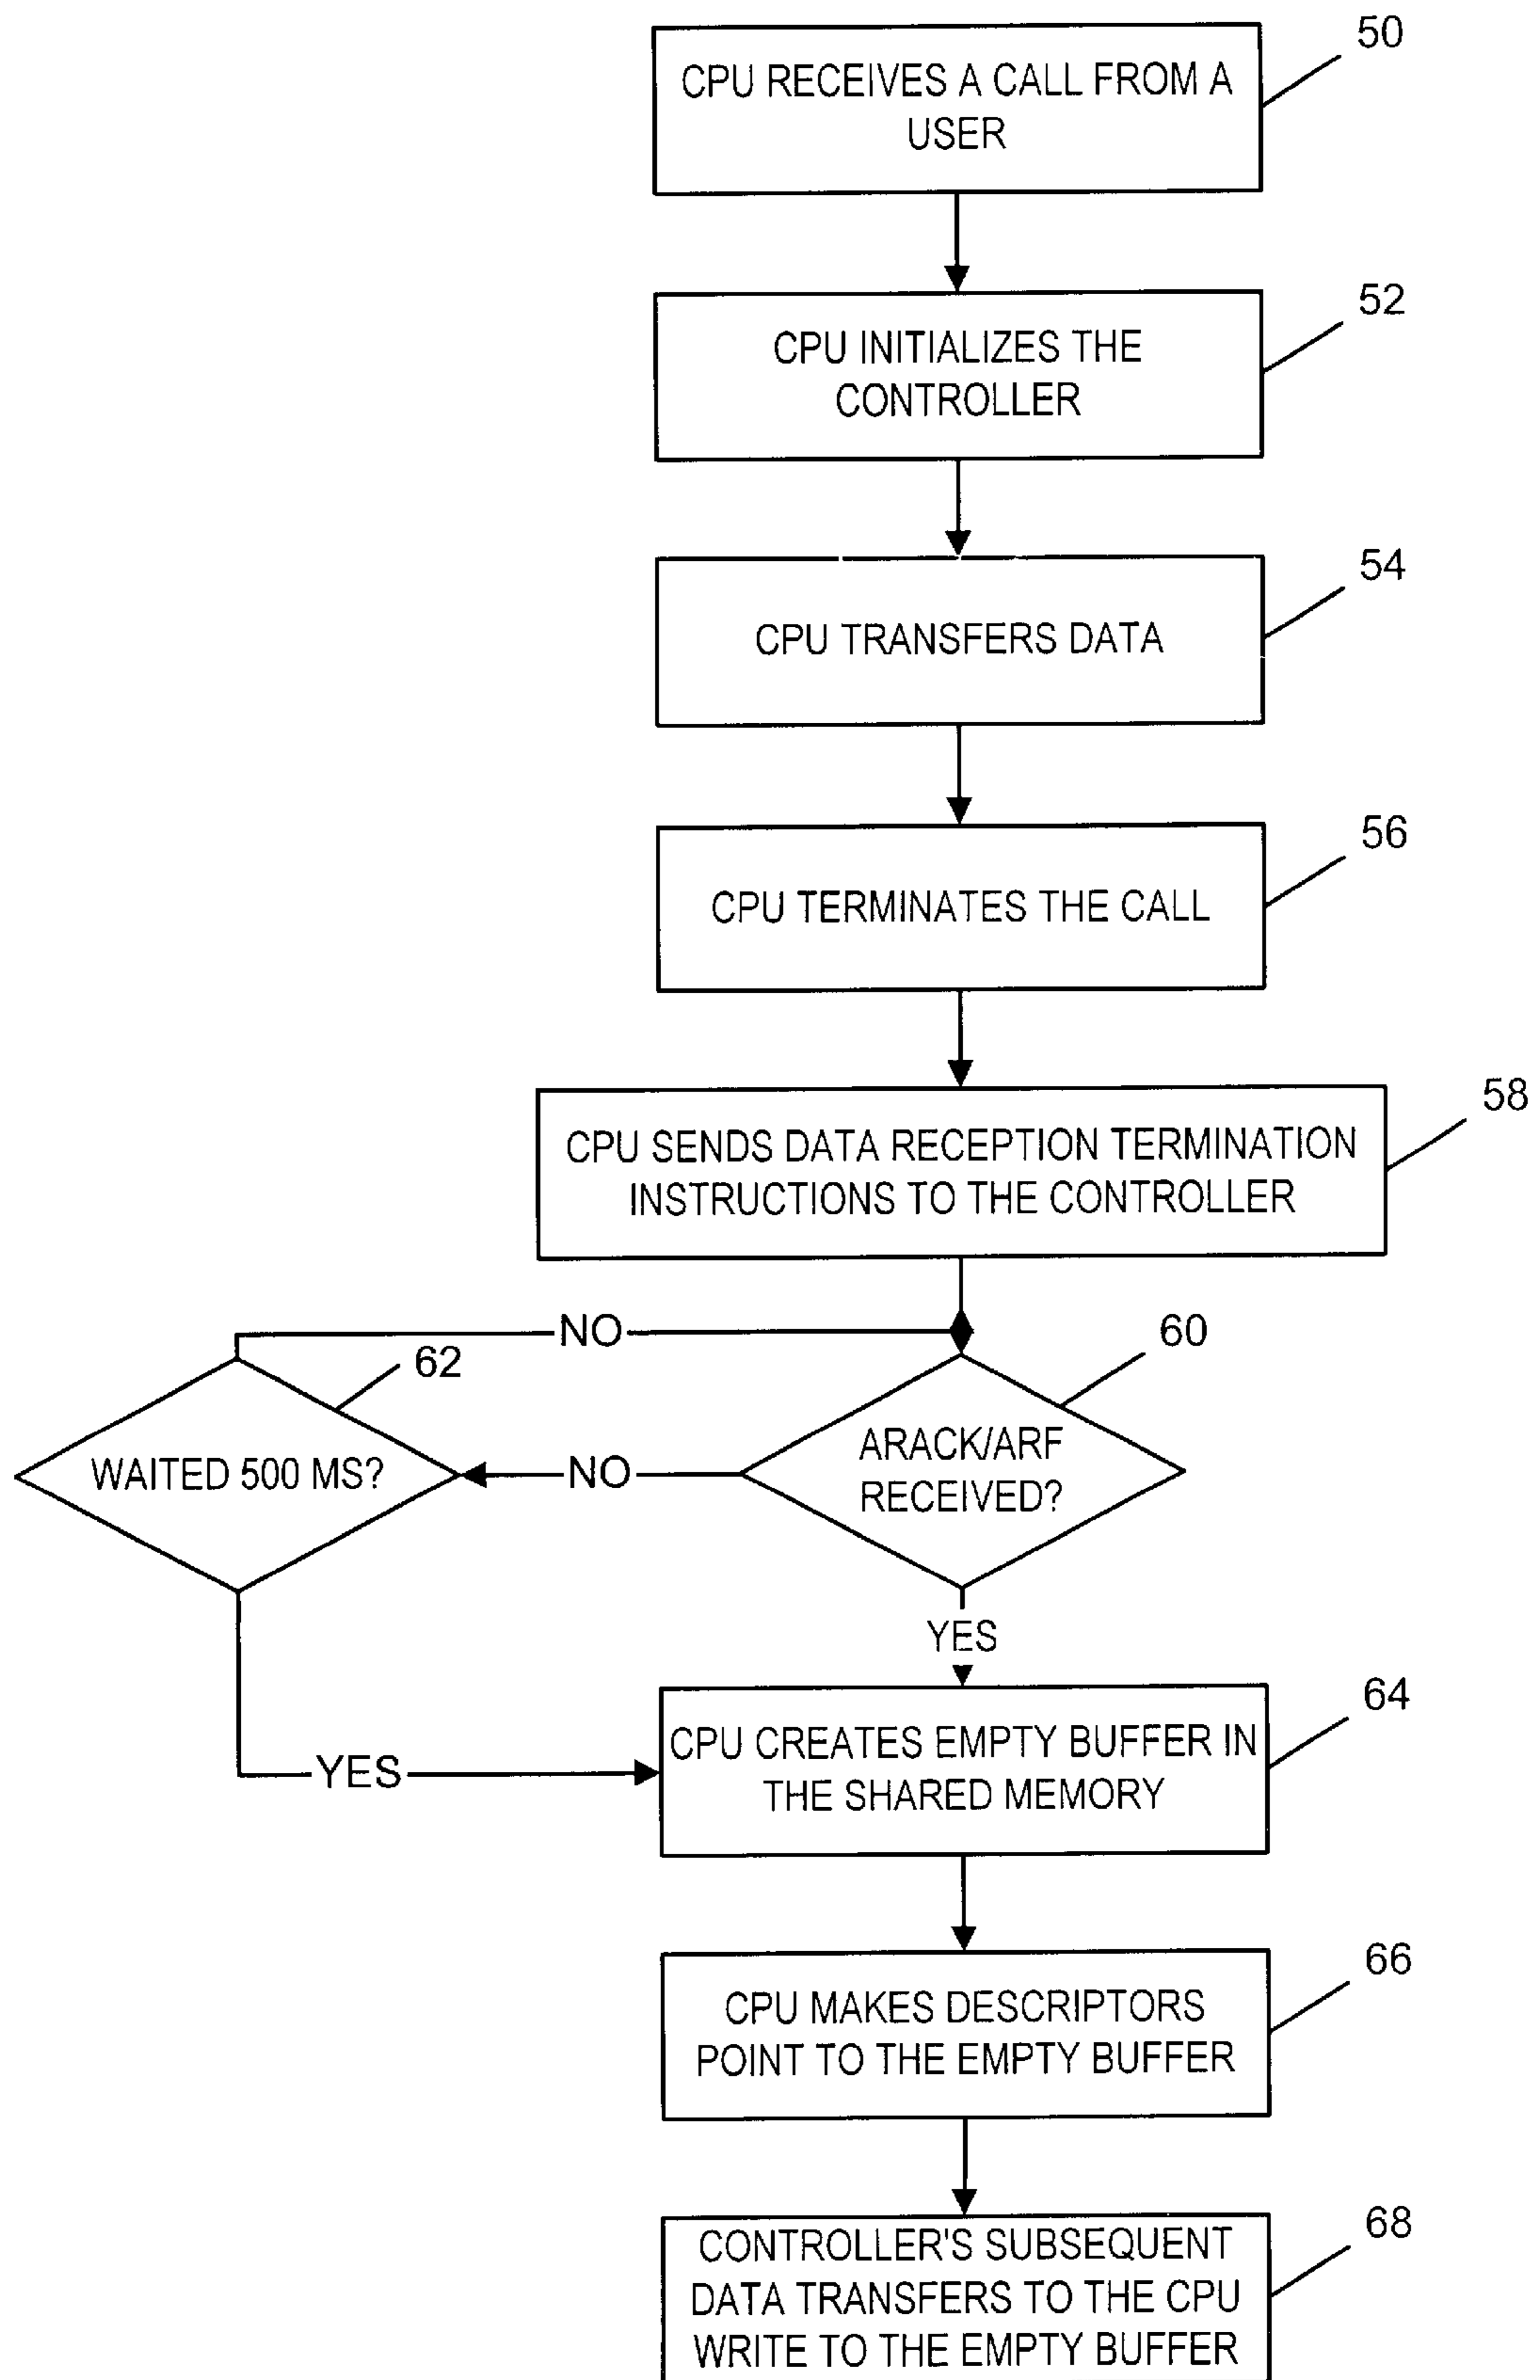 50
CPU RECEIVES A CALL FROM A
USER
52
CPU INITIALIZES THE
CONTROLLER
54
CPU TRANSFERS DATA
56
CPU TERMINATES THE CALL
58
CPU SENDS DATA RECEPTION TERMINATION
INSTRUCTIONS TO THE CONTROLLER
NO
60
62
ARACK/ARF
RECEIVED?
WAITED 500 MS?
NO
YES
64
CPU CREATES EMPTY BUFFER IN
THE SHARED MEMORY
YES
66
CPU MAKES DESCRIPTORS
POINT TO THE EMPTY BUFFER
68
CONTROLLER'S SUBSEQUENT
DATA TRANSFERS TO THE CPU
WRITE TO THE EMPTY BUFFER